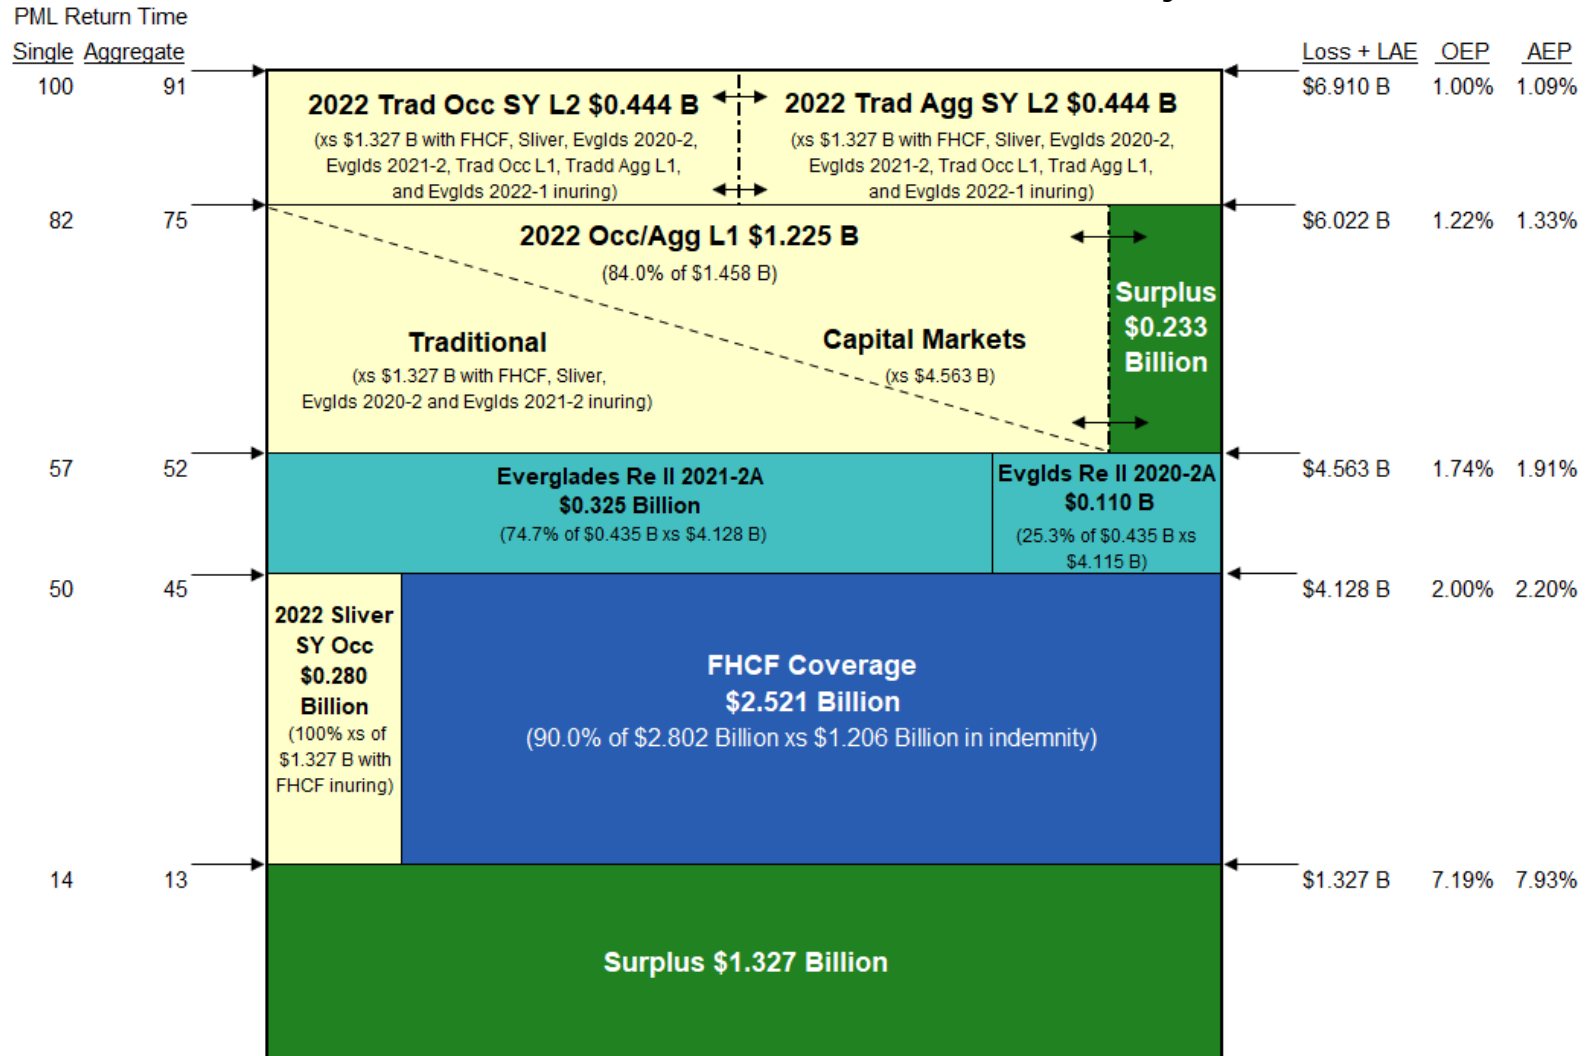 PML Return Time
Single Aggregate
Loss + LAE OEP AEP
100 91
$6.910 B 1.00% 1.09%
2022 Trad Occ SY L2 $0.444 B
(xs $1.327 B with FHCF, Sliver, Evglds 2020-2,
Evglds 2021-2, Trad Occ L1, Tradd Agg L1,
and Evglds 2022-1 inuring)
2022 Trad Agg SY L2 $0.444 B
(xs $1.327 B with FHCF, Sliver, Evglds 2020-2,
Evglds 2021-2, Trad Occ L1, Trad Agg L1,
and Evglds 2022-1 inuring)
82 75
$6.022 B 1.22% 1.33%
2022 Occ/Agg L1 $1.225 B
(84.0% of $1.458 B)
Traditional
(xs $1.327 B with FHCF, Sliver,
Evglds 2020-2 and Evglds 2021-2 inuring)
Capital Markets
(xs $4.563 B)
Surplus
$0.233
Billion
57 52
$4.563 B 1.74% 1.91%
Everglades Re II 2021-2A
$0.325 Billion
(74.7% of $0.435 B xs $4.128 B)
Evglds Re II 2020-2A
$0.110 B
(25.3% of $0.435 B xs
$4.115 B)
50 45
$4.128 B 2.00% 2.20%
2022 Sliver
SY Occ
$0.280
Billion
(100% xs of
$1.327 B with
FHCF inuring)
FHCF Coverage
$2.521 Billion
(90.0% of $2.802 Billion xs $1.206 Billion in indemnity)
14 13
$1.327 B 7.19% 7.93%
Surplus $1.327 Billion